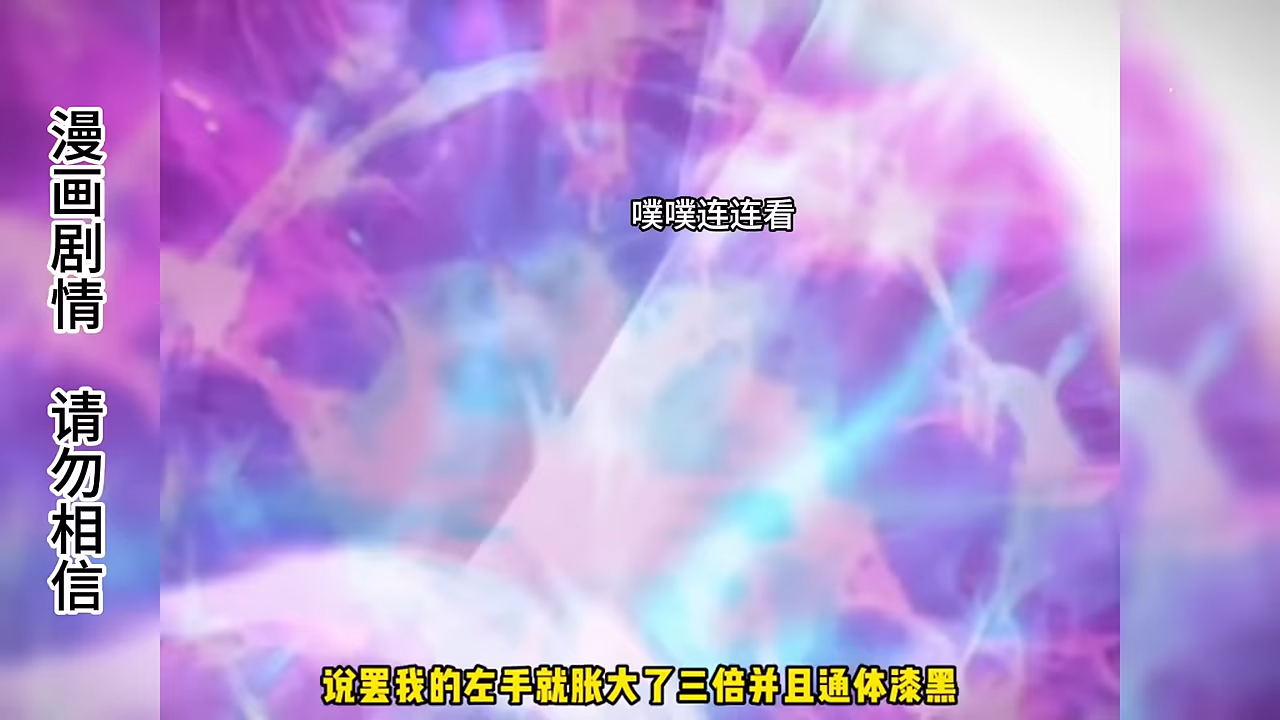 漫画剧情 请勿相信
噗噗连连看
说罢我的左手就胀大了三倍并且通体漆黑